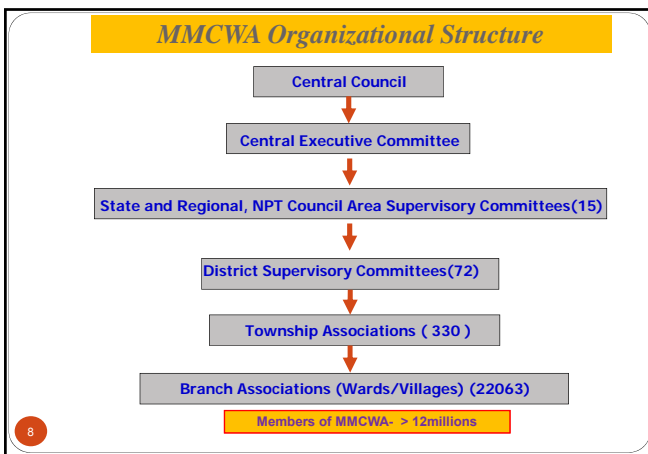 MMCWA Organizational Structure
Central Council
Central Executive Committee
State and Regional, NPT Council Area Supervisory Committees(15)
District Supervisory Committees(72)
Township Associations ( 330 )
Branch Associations (Wards/Villages) (22063)
Members of MMCWA- > 12millions
8